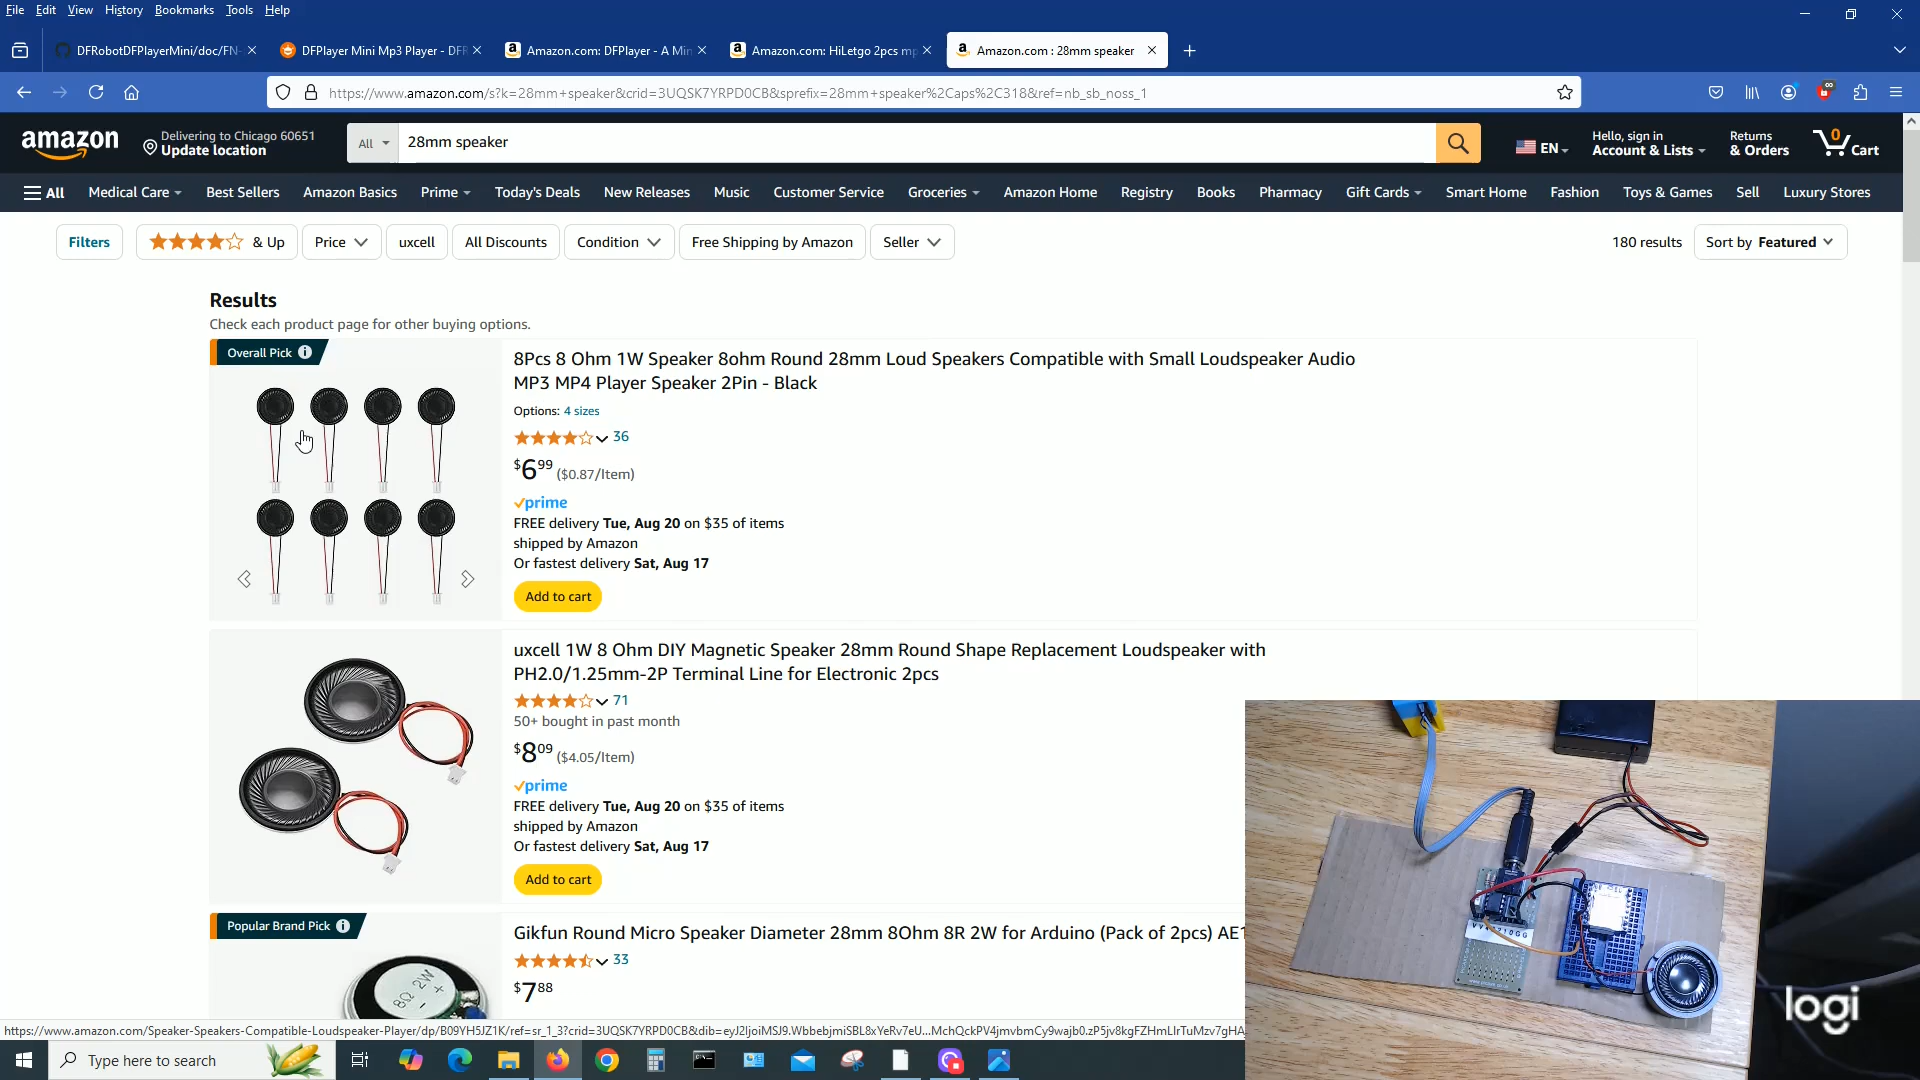 File Edit View History Bookmarks Tools Help
DFRobotDFPlayerMini/doc/FN-
DFPlayer Mini Mp3 Player - DFR
Amazon.com: DFPlayer - A Min
Amazon.com: HiLetgo 2pcs mp
Amazon.com : 28mm speaker
https://www.amazon.com/s?k=28mm+speaker&crid=3UQSK7YRPD0CB&sprefix=28mm+speaker%2Caps%2C318&ref=nb_sb_noss_1
amazon
Delivering to Chicago 60651
Update location
All
28mm speaker
EN
Hello, sign in
Account & Lists
Returns
& Orders
0
Cart
All Medical Care Best Sellers Amazon Basics Prime Today's Deals New Releases Music Customer Service Groceries Amazon Home Registry Books Pharmacy Gift Cards Smart Home Fashion Toys & Games Sell Luxury Stores
Filters & Up Price uxcell All Discounts Condition Free Shipping by Amazon Seller
180 results Sort by Featured
Results
Check each product page for other buying options.
Overall Pick
8Pcs 8 Ohm 1W Speaker 8ohm Round 28mm Loud Speakers Compatible with Small Loudspeaker Audio
MP3 MP4 Player Speaker 2Pin - Black
Options: 4 sizes
36
$6 99 ($0.87/Item)
prime
FREE delivery Tue, Aug 20 on $35 of items
shipped by Amazon
Or fastest delivery Sat, Aug 17
Add to cart
uxcell 1W 8 Ohm DIY Magnetic Speaker 28mm Round Shape Replacement Loudspeaker with
PH2.0/1.25mm-2P Terminal Line for Electronic 2pcs
71
50+ bought in past month
$8 09 ($4.05/Item)
prime
FREE delivery Tue, Aug 20 on $35 of items
shipped by Amazon
Or fastest delivery Sat, Aug 17
Add to cart
Popular Brand Pick
Gikfun Round Micro Speaker Diameter 28mm 8Ohm 8R 2W for Arduino (Pack of 2pcs) AE1
33
$7 88
8Ω 2W
- +
logi
Type here to search